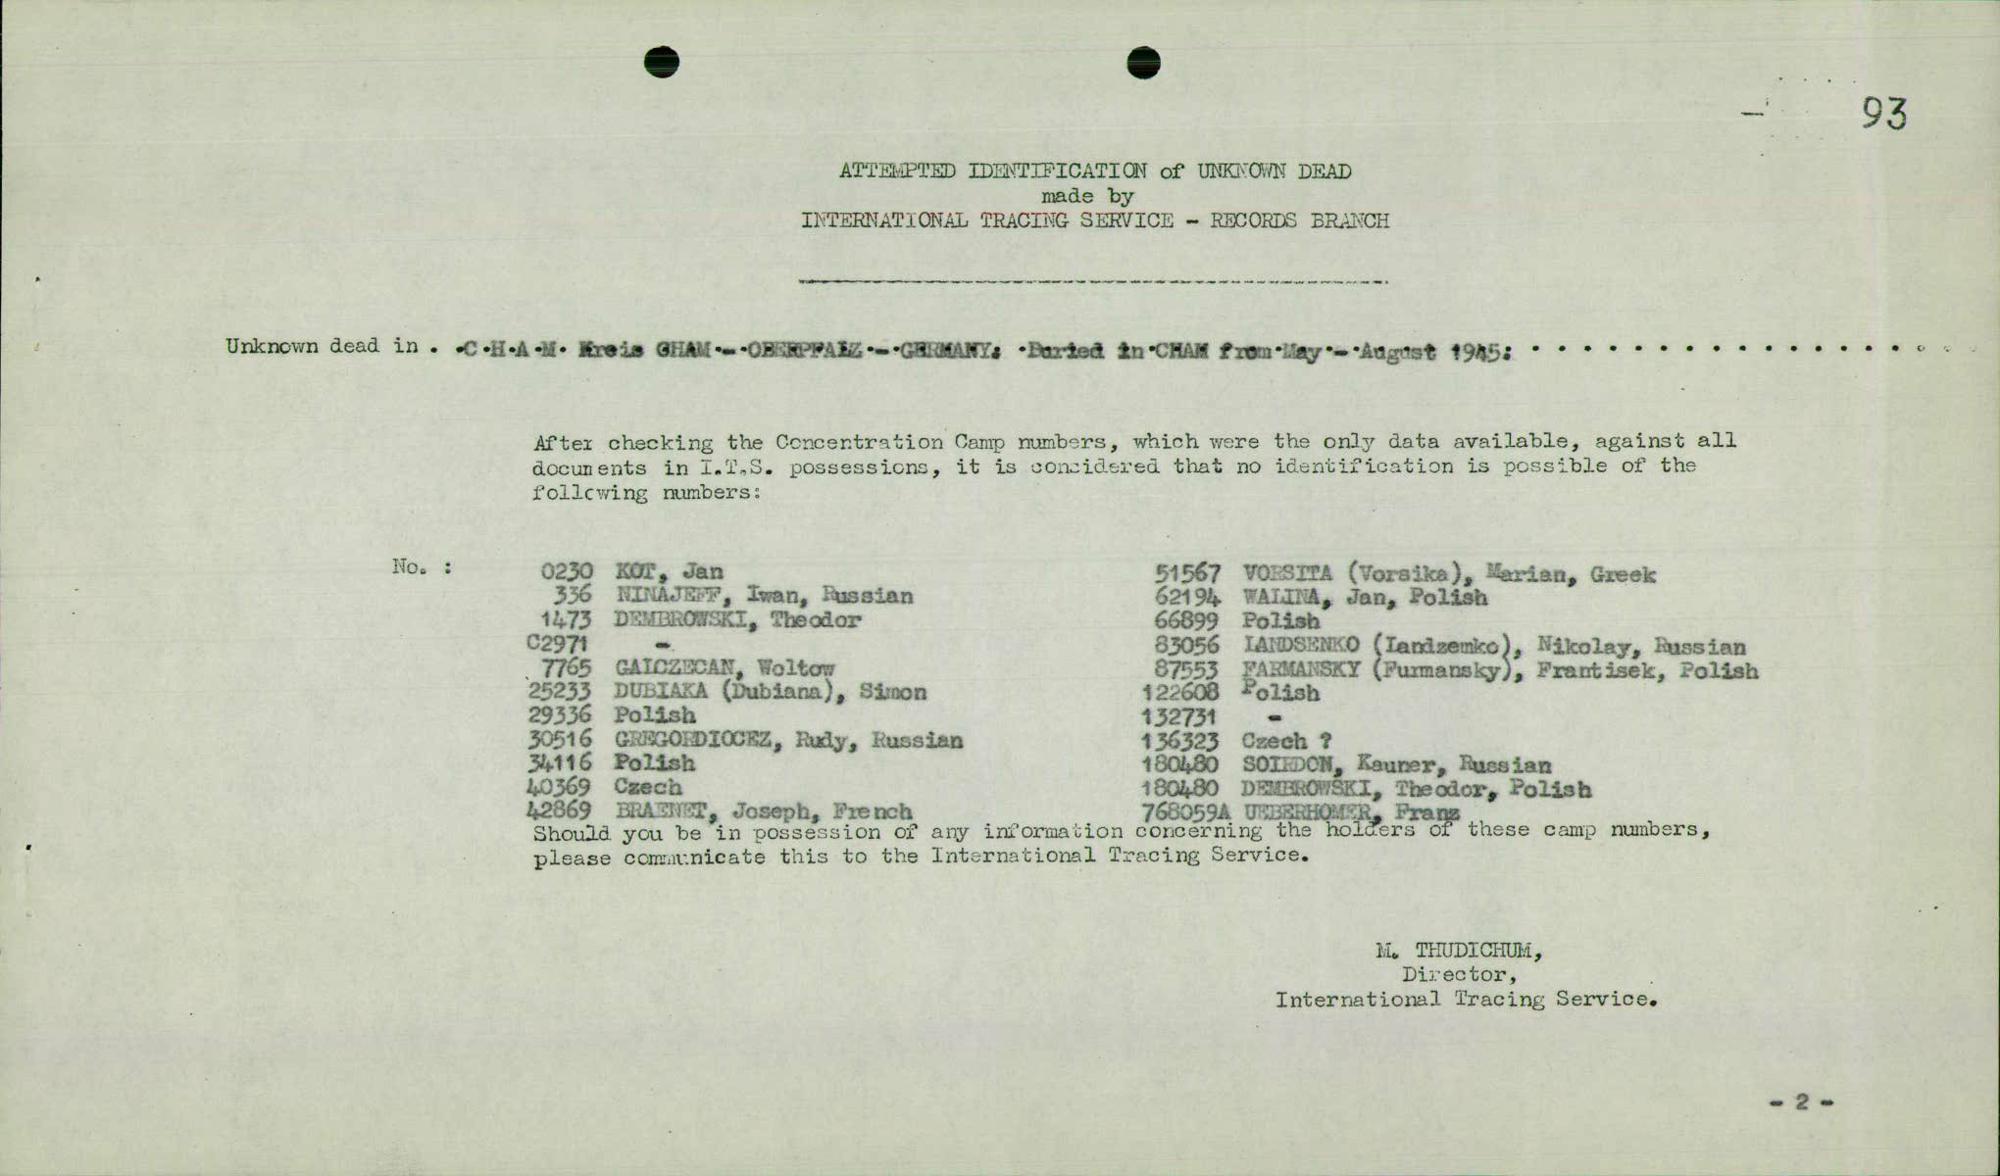 93
ATTEMPTED IDENTIFICATION of UNKNOWN DEAD
made by
INTERNATIONAL TRACING SERVICE - RECORDS BRANCH
Unknown dead in . .C.H.A.M. Kreis CHAM - OBERPFALZ - GERMANY: Buried in CHAM from May - August 1945:
After checking the Concentration Camp numbers, which were the only data available, against all
documents in I.T.S. possessions, it is considered that no identification is possible of the
following numbers:
No. :
0230 KOT, Jan
336 NINAJEFF, Iwan, Russian
1473 DEMBROWSKI, Theodor
C2971 -
7765 GAICZECAN, Woltow
25233 DUBIAKA (Dubiana), Simon
29336 Polish
30516 GREGORDIOCEZ, Rudy, Russian
34116 Polish
40369 Czech
42869 BRAENET, Joseph, French
51567 VORSITA (Vorsika), Marian, Greek
62194 WALINA, Jan, Polish
66899 Polish
83056 LANDSENKO (Landzemko), Nikolay, Russian
87553 FARMANSKY (Furmansky), Frantisek, Polish
122608 Polish
132731 -
136323 Czech ?
180480 Kauner, Russian
180480 DEMBROWSKI, Theodor, Polish
768059A UEBERHOMER, Franz
Should you be in possession of any information concerning the holders of these camp numbers,
please communicate this to the International Tracing Service.
M. THUDICHUM,
Director,
International Tracing Service.
- 2 -